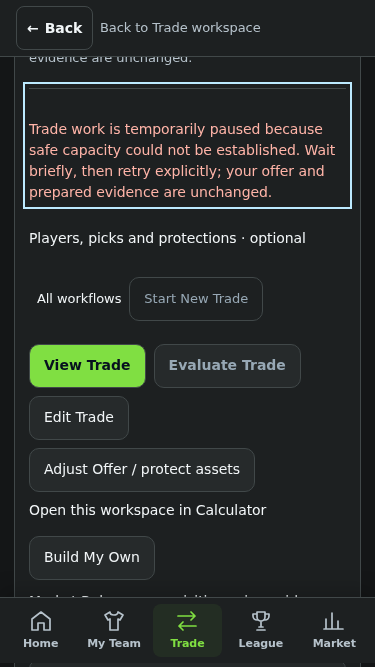 ← Back Back to Trade workspace
evidence are unchanged.
Trade work is temporarily paused because
safe capacity could not be established. Wait
briefly, then retry explicitly; your offer and
prepared evidence are unchanged.
Players, picks and protections · optional
All workflows Start New Trade
View Trade Evaluate Trade
Edit Trade
Adjust Offer / protect assets
Open this workspace in Calculator
Build My Own
Home My Team Trade League Market